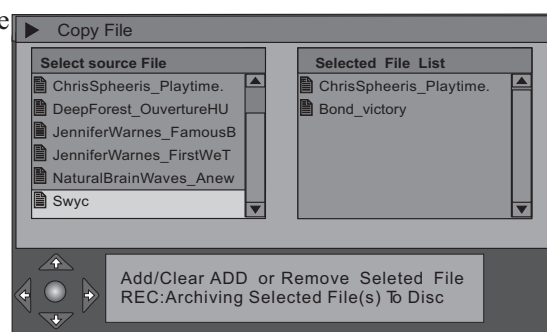 e
Copy File
Select source File
ChrisSpheeris_Playtime.
DeepForest_OuvertureHU
JenniferWarnes_FamousB
JenniferWarnes_FirstWeT
NaturalBrainWaves_Anew
Swyc
Selected File List
ChrisSpheeris_Playtime.
Bond_victory
Add/Clear ADD or Remove Seleted File
REC:Archiving Selected File(s) To Disc